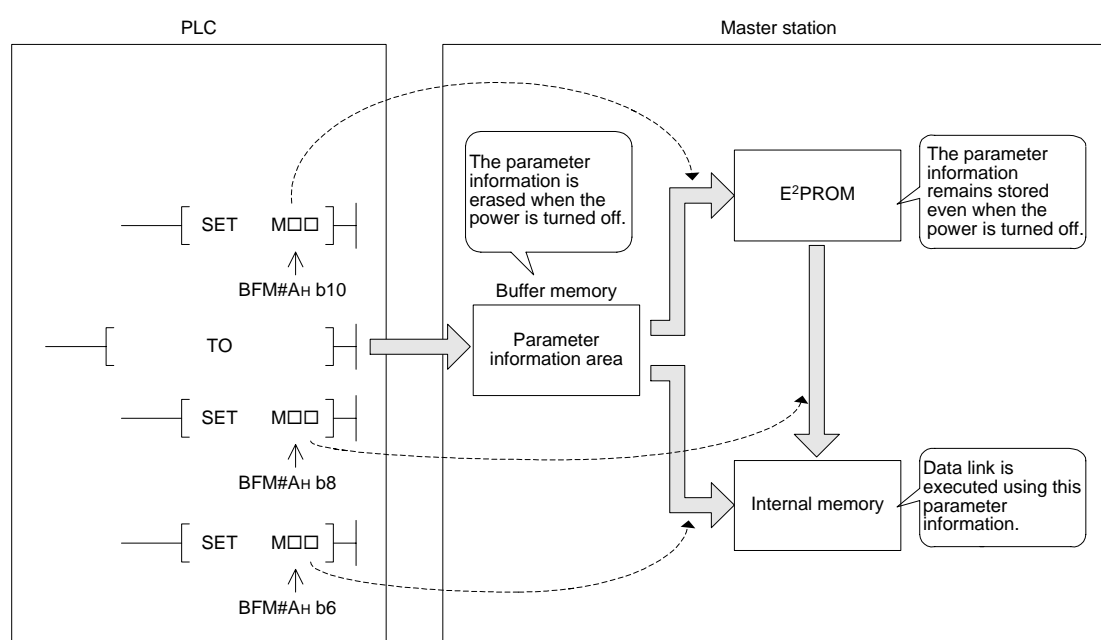 PLC
Master station
The parameter
information is
erased when the
power is turned off.
E²PROM
The parameter
information
remains stored
even when the
power is turned off.
SET M□□
BFM#AH b10
Buffer memory
TO
Parameter
information area
SET M□□
BFM#AH b8
Internal memory
Data link is
executed using this
parameter
information.
SET M□□
BFM#AH b6